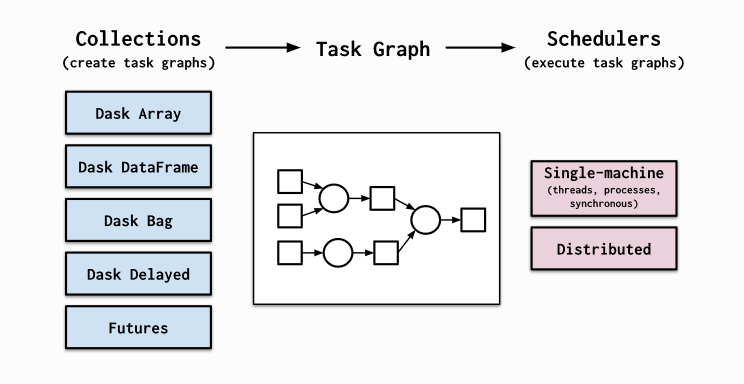 Collections
(create task graphs)
Task Graph
Schedulers
(execute task graphs)
Dask Array
Dask DataFrame
Dask Bag
Dask Delayed
Futures
Single-machine
(threads, processes,
synchronous)
Distributed